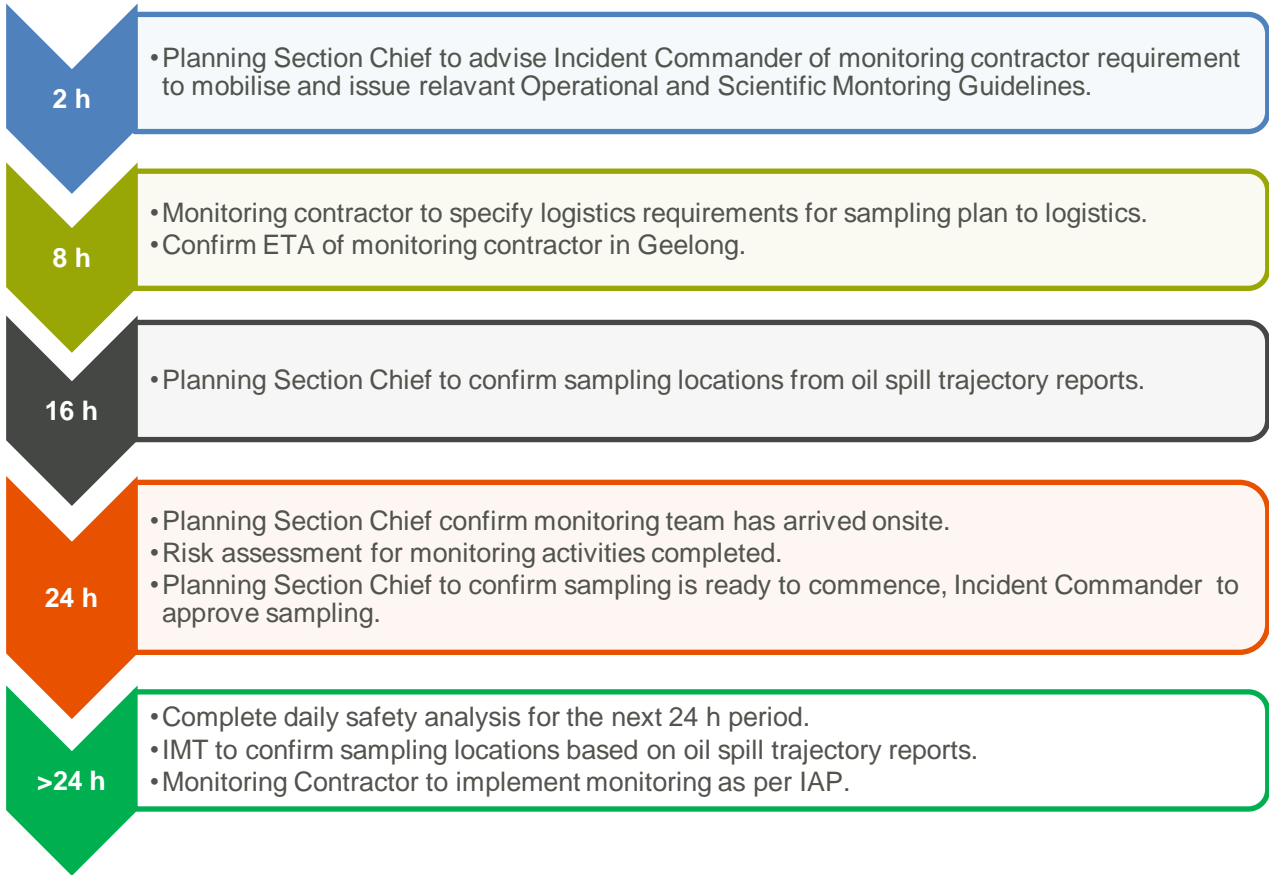 2 h
•Planning Section Chief to advise Incident Commander of monitoring contractor requirement
to mobilise and issue relavant Operational and Scientific Montoring Guidelines.
8 h
•Monitoring contractor to specify logistics requirements for sampling plan to logistics.
•Confirm ETA of monitoring contractor in Geelong.
16 h
•Planning Section Chief to confirm sampling locations from oil spill trajectory reports.
24 h
•Planning Section Chief confirm monitoring team has arrived onsite.
•Risk assessment for monitoring activities completed.
•Planning Section Chief to confirm sampling is ready to commence, Incident Commander to
approve sampling.
>24 h
•Complete daily safety analysis for the next 24 h period.
•IMT to confirm sampling locations based on oil spill trajectory reports.
•Monitoring Contractor to implement monitoring as per IAP.